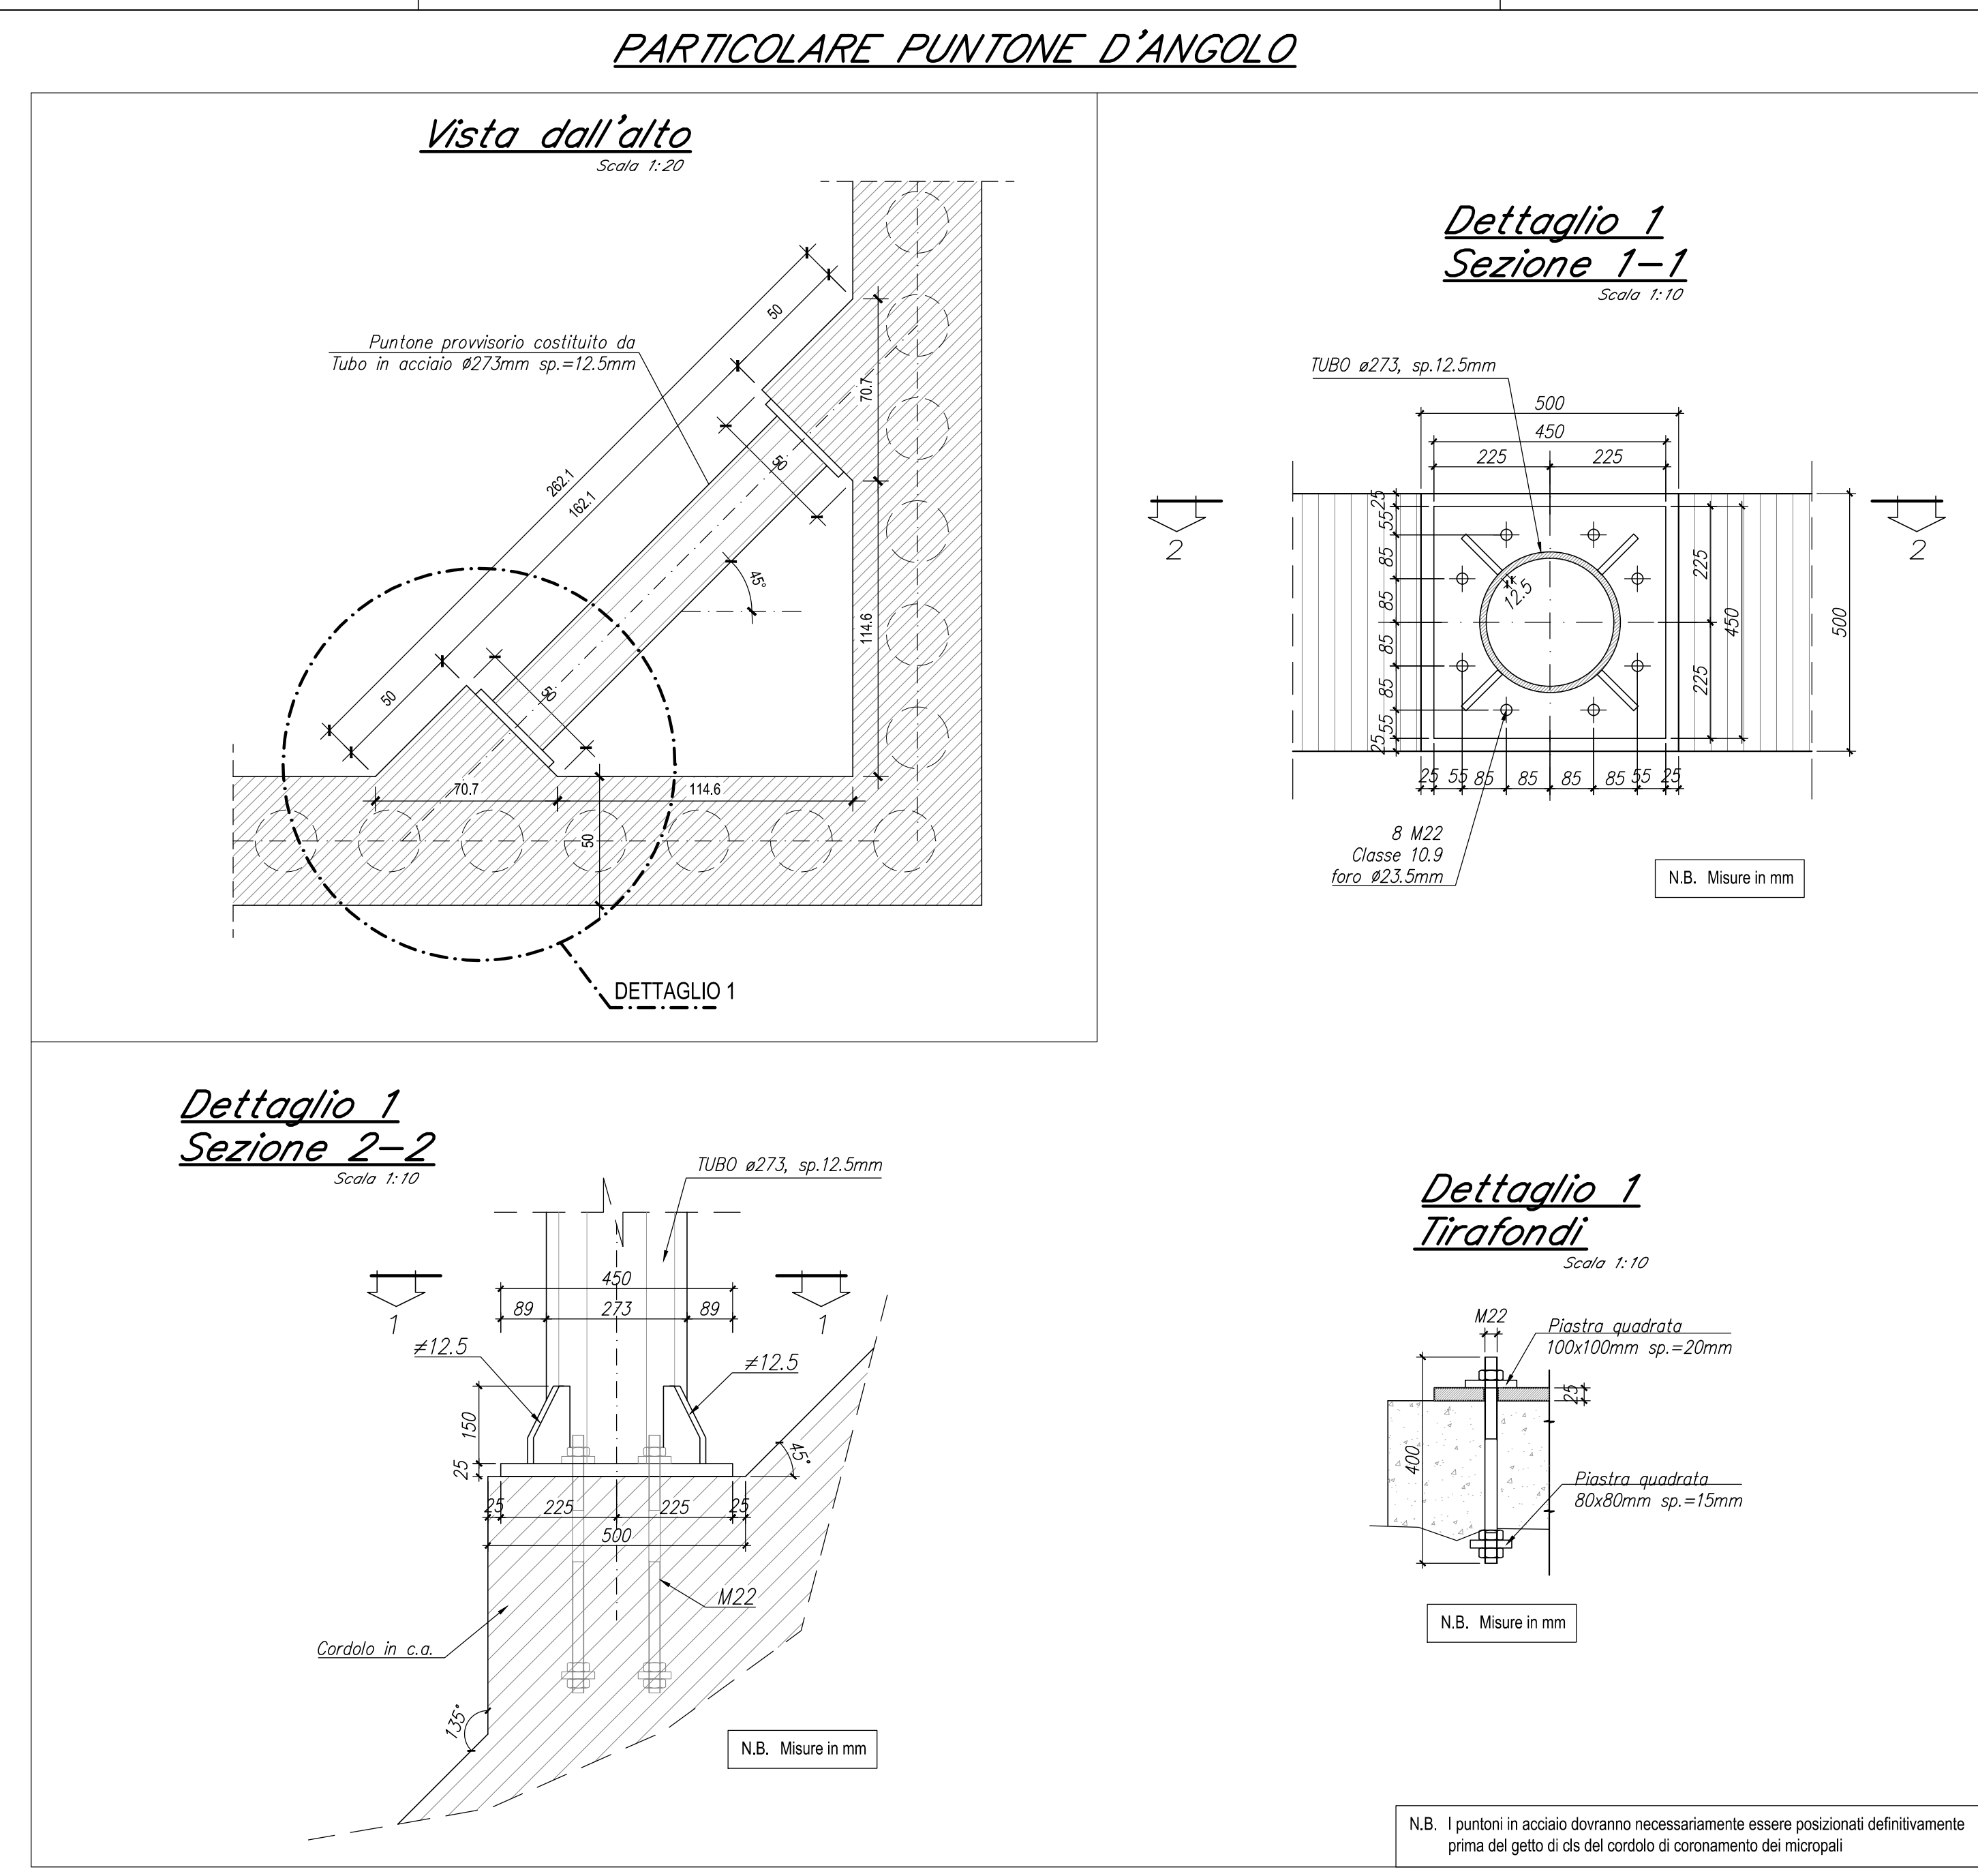 PARTICOLARE PUNTONE D'ANGOLO
Vista dall'alto
Scala 1:20
Puntone provvisorio costituito da
Tubo in acciaio ø273mm sp.=12.5mm
262.1
162.1
50
50
50
50
45°
70.7
114.6
70.7
114.6
50
DETTAGLIO 1
Dettaglio 1
Sezione 1-1
Scala 1:10
TUBO ø273, sp.12.5mm
500
450
225
225
25
55
85
85
85
85
55
25
12.5
225
225
450
500
2
2
25
55
85
85
85
85
55
25
8 M22
Classe 10.9
foro ø23.5mm
N.B. Misure in mm
Dettaglio 1
Sezione 2-2
Scala 1:10
TUBO ø273, sp.12.5mm
450
89
273
89
1
1
≠12.5
≠12.5
150
25
45°
25
225
225
25
500
M22
Cordolo in c.a.
135°
N.B. Misure in mm
Dettaglio 1
Tirafondi
Scala 1:10
M22
Piastra quadrata
100x100mm sp.=20mm
25
400
Piastra quadrata
80x80mm sp.=15mm
N.B. Misure in mm
N.B. I puntoni in acciaio dovranno necessariamente essere posizionati definitivamente
prima del getto di cls del cordolo di coronamento dei micropali